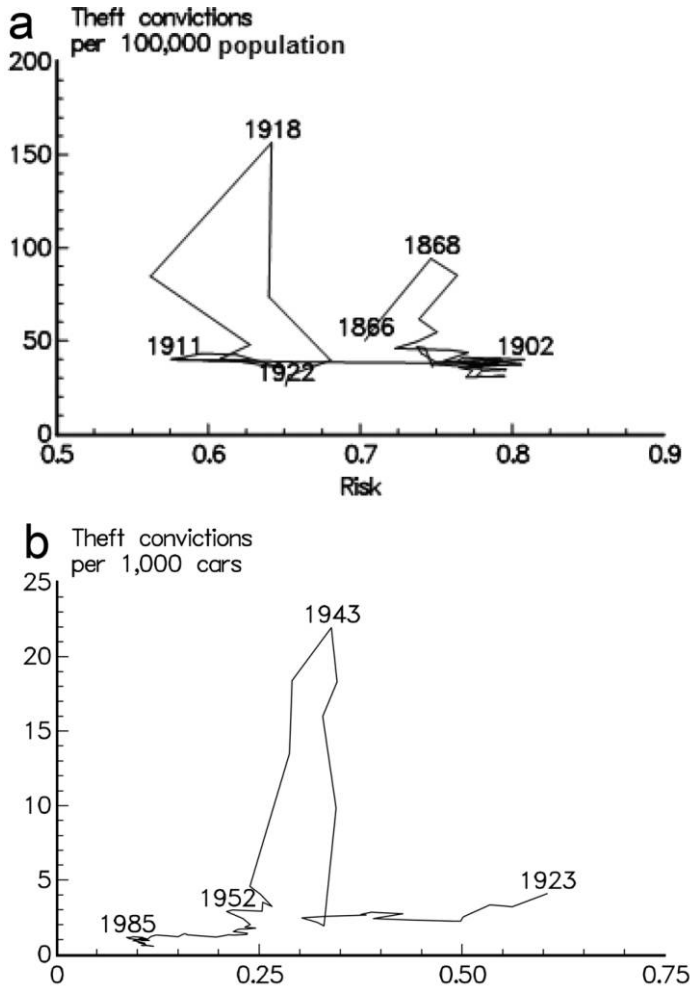 a
Theft convictions
per 100,000 population
200
150
100
50
0
1918
1868
1866
1911
1902
1922
0.5 0.6 0.7 0.8 0.9
Risk
b
Theft convictions
per 1,000 cars
25
20
15
10
5
0
1943
1952
1923
1985
0 0.25 0.50 0.75